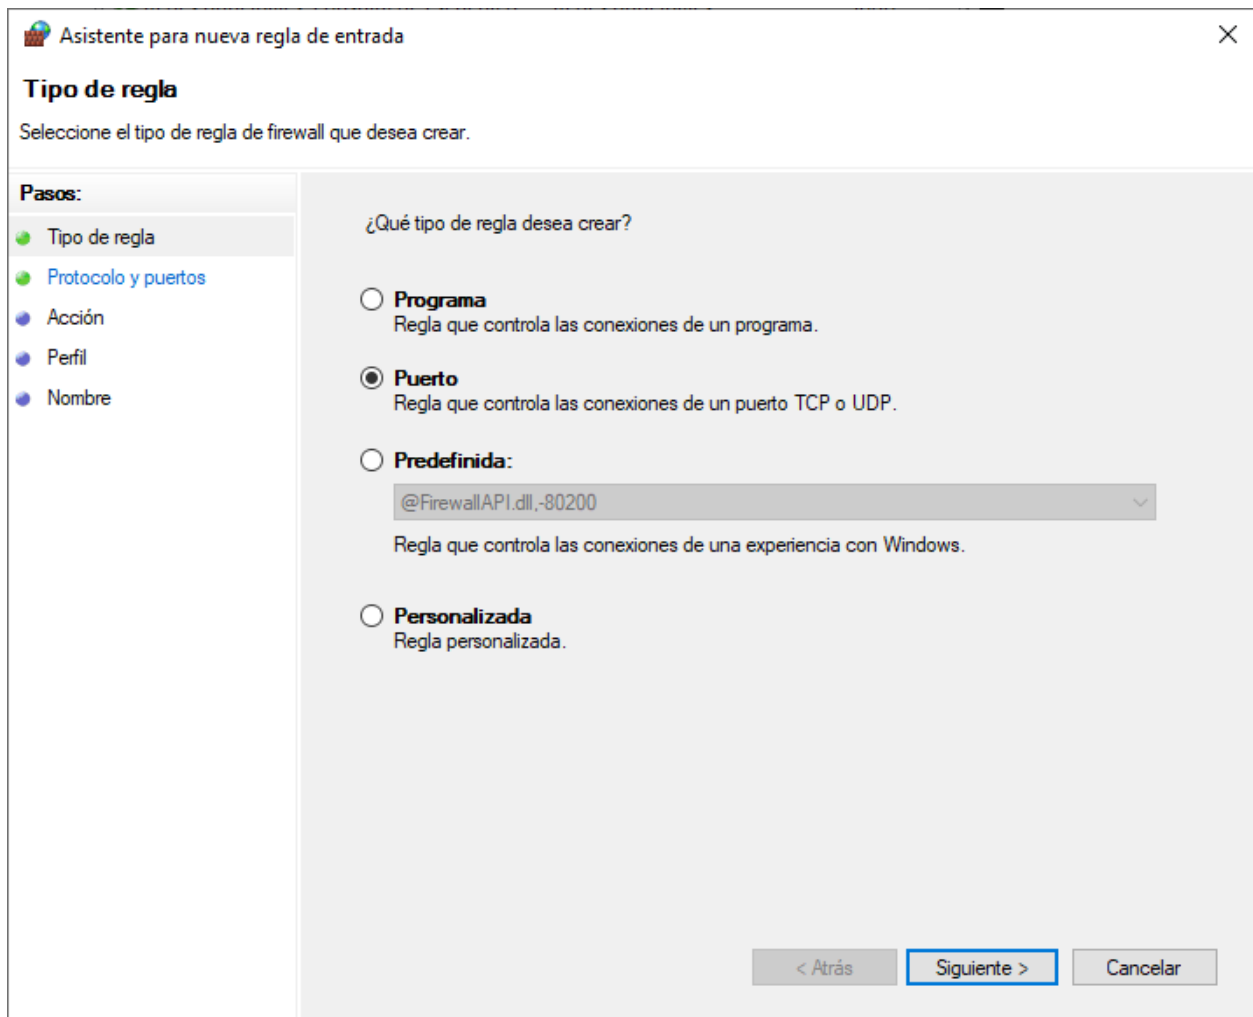 Asistente para nueva regla de entrada
Tipo de regla
Seleccione el tipo de regla de firewall que desea crear.
Pasos:
Tipo de regla
Protocolo y puertos
Acción
Perfil
Nombre
¿Qué tipo de regla desea crear?
Programa
Regla que controla las conexiones de un programa.
Puerto
Regla que controla las conexiones de un puerto TCP o UDP.
Predefinida:
@FirewallAPI.dll,-80200
Regla que controla las conexiones de una experiencia con Windows.
Personalizada
Regla personalizada.
< Atrás
Siguiente >
Cancelar